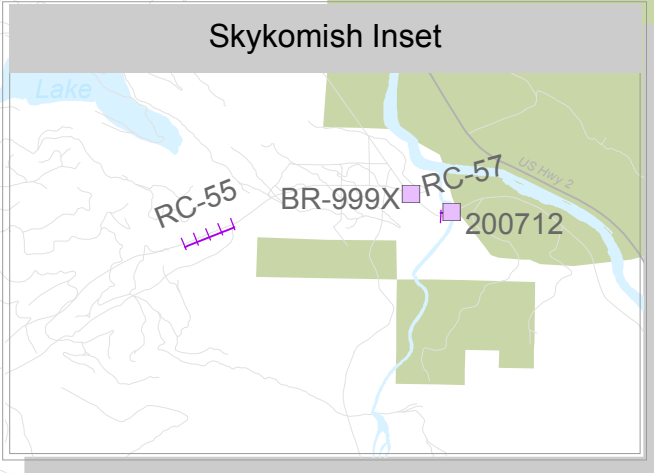 Skykomish Inset
Lake
US Hwy 2
RC-57
RC-55
BR-999X
200712